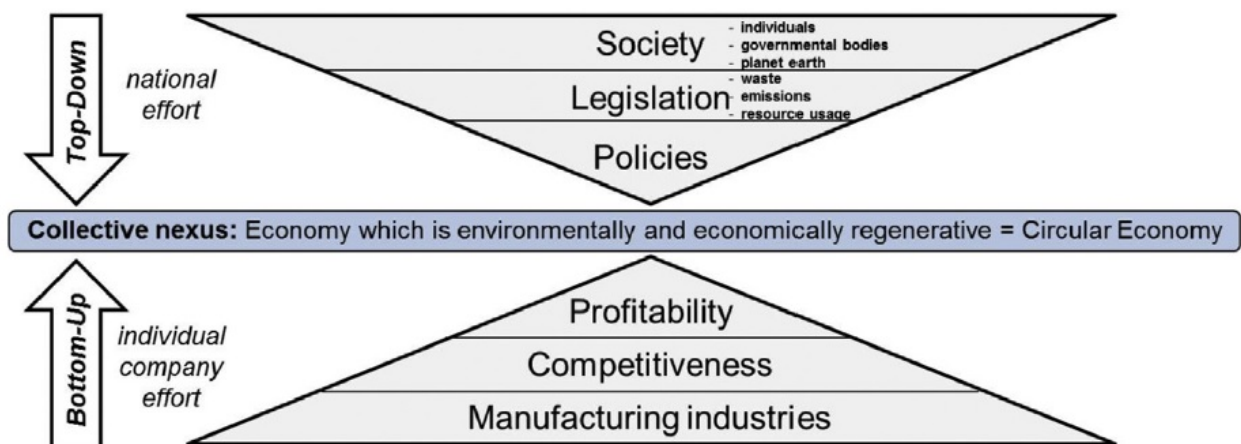 Top-Down
national
effort
Society
- individuals
- governmental bodies
- planet earth
Legislation
- waste
- emissions
- resource usage
Policies
Collective nexus: Economy which is environmentally and economically regenerative = Circular Economy
Bottom-Up
individual
company
effort
Profitability
Competitiveness
Manufacturing industries